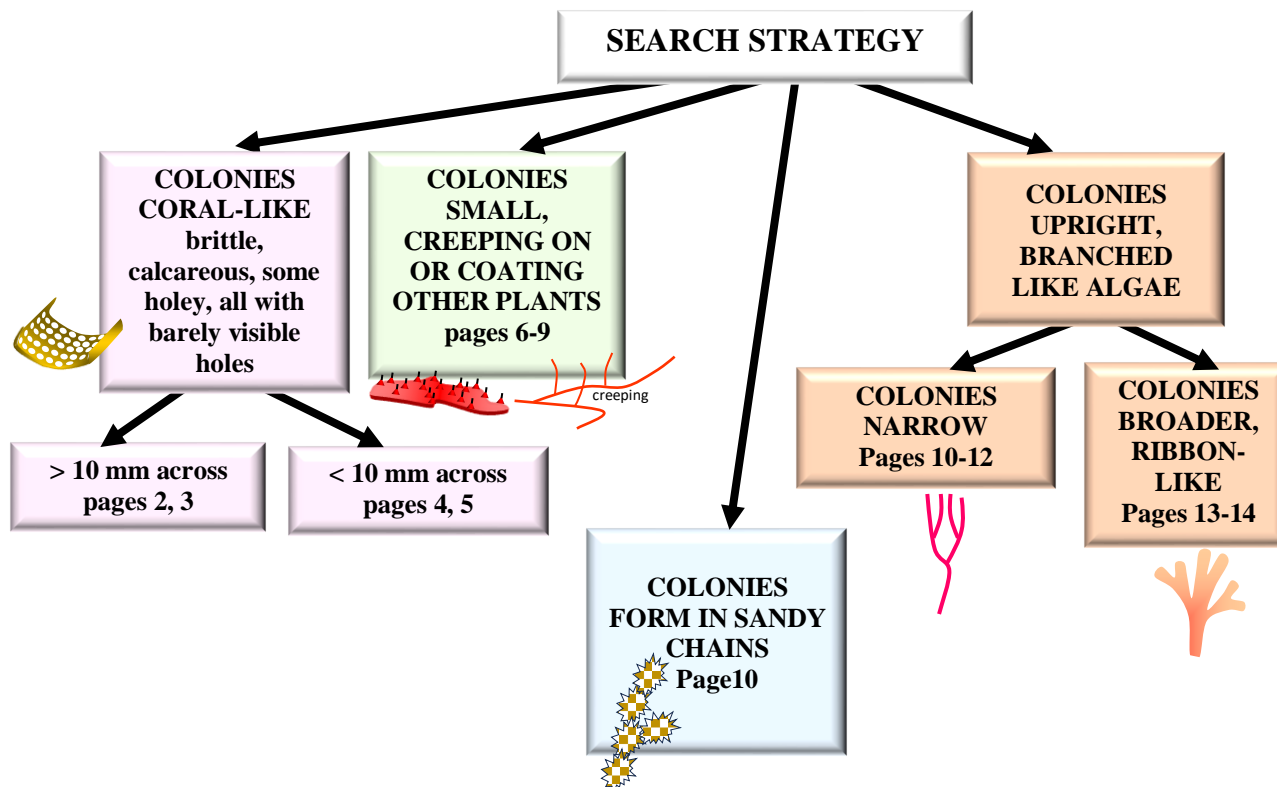 SEARCH STRATEGY
COLONIES
CORAL-LIKE
brittle,
calcareous, some
holey, all with
barely visible
holes
> 10 mm across
pages 2, 3
< 10 mm across
pages 4, 5
COLONIES
SMALL,
CREEPING ON
OR COATING
OTHER PLANTS
pages 6-9
creeping
COLONIES
FORM IN SANDY
CHAINS
Page10
COLONIES
UPRIGHT,
BRANCHED
LIKE ALGAE
COLONIES
NARROW
Pages 10-12
COLONIES
BROADER,
RIBBON-
LIKE
Pages 13-14